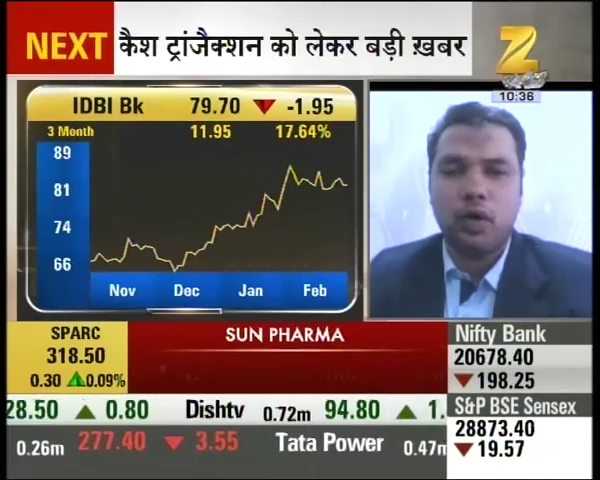 NEXT कैश ट्रांजैक्शन को लेकर बड़ी ख़बर
10:36
IDBI Bk 79.70 -1.95
3 Month 11.95 17.64%
89
81
74
66
Nov Dec Jan Feb
SPARC
318.50
0.30 0.09%
SUN PHARMA
Nifty Bank
20678.40
198.25
S&P BSE Sensex
28873.40
19.57
28.50 0.80 Dishtv 0.72m 94.80 1.
0.26m 277.40 3.55 Tata Power 0.47m